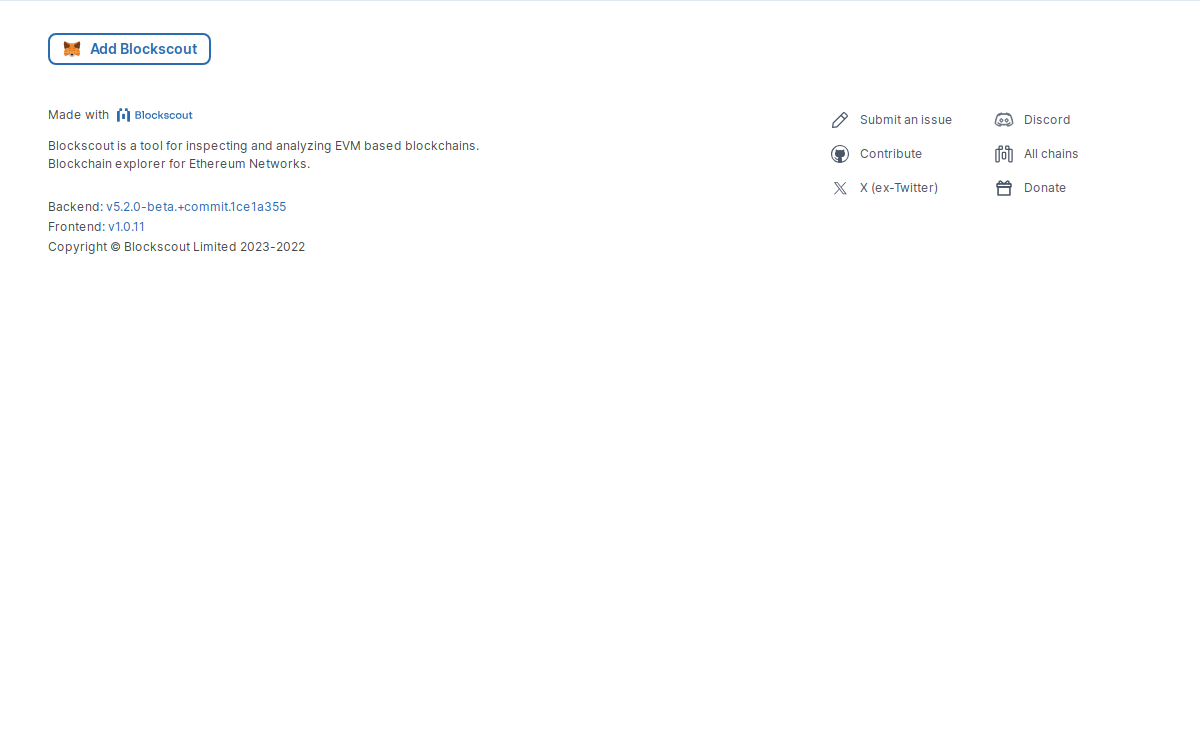 Add Blockscout
Made with Blockscout
Blockscout is a tool for inspecting and analyzing EVM based blockchains.
Blockchain explorer for Ethereum Networks.
Backend: v5.2.0-beta.+commit.1ce1a355
Frontend: v1.0.11
Copyright © Blockscout Limited 2023-2022
Submit an issue
Contribute
X (ex-Twitter)
Discord
All chains
Donate